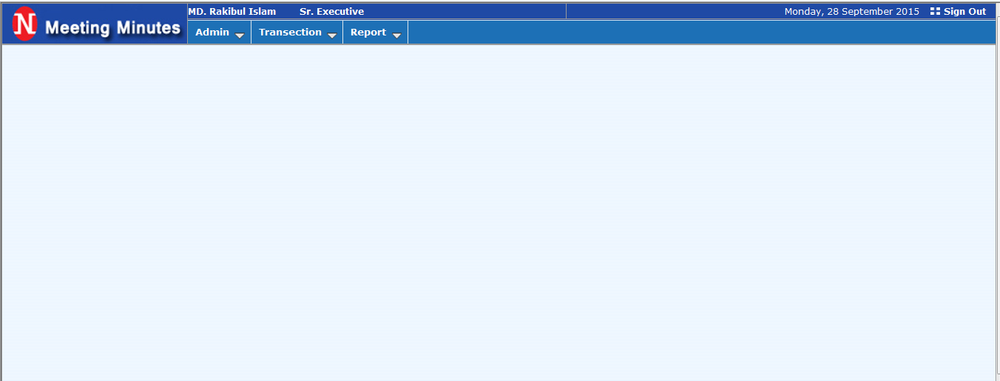 N Meeting Minutes
MD. Rakibul Islam Sr. Executive Monday, 28 September 2015 Sign Out
Admin Transection Report